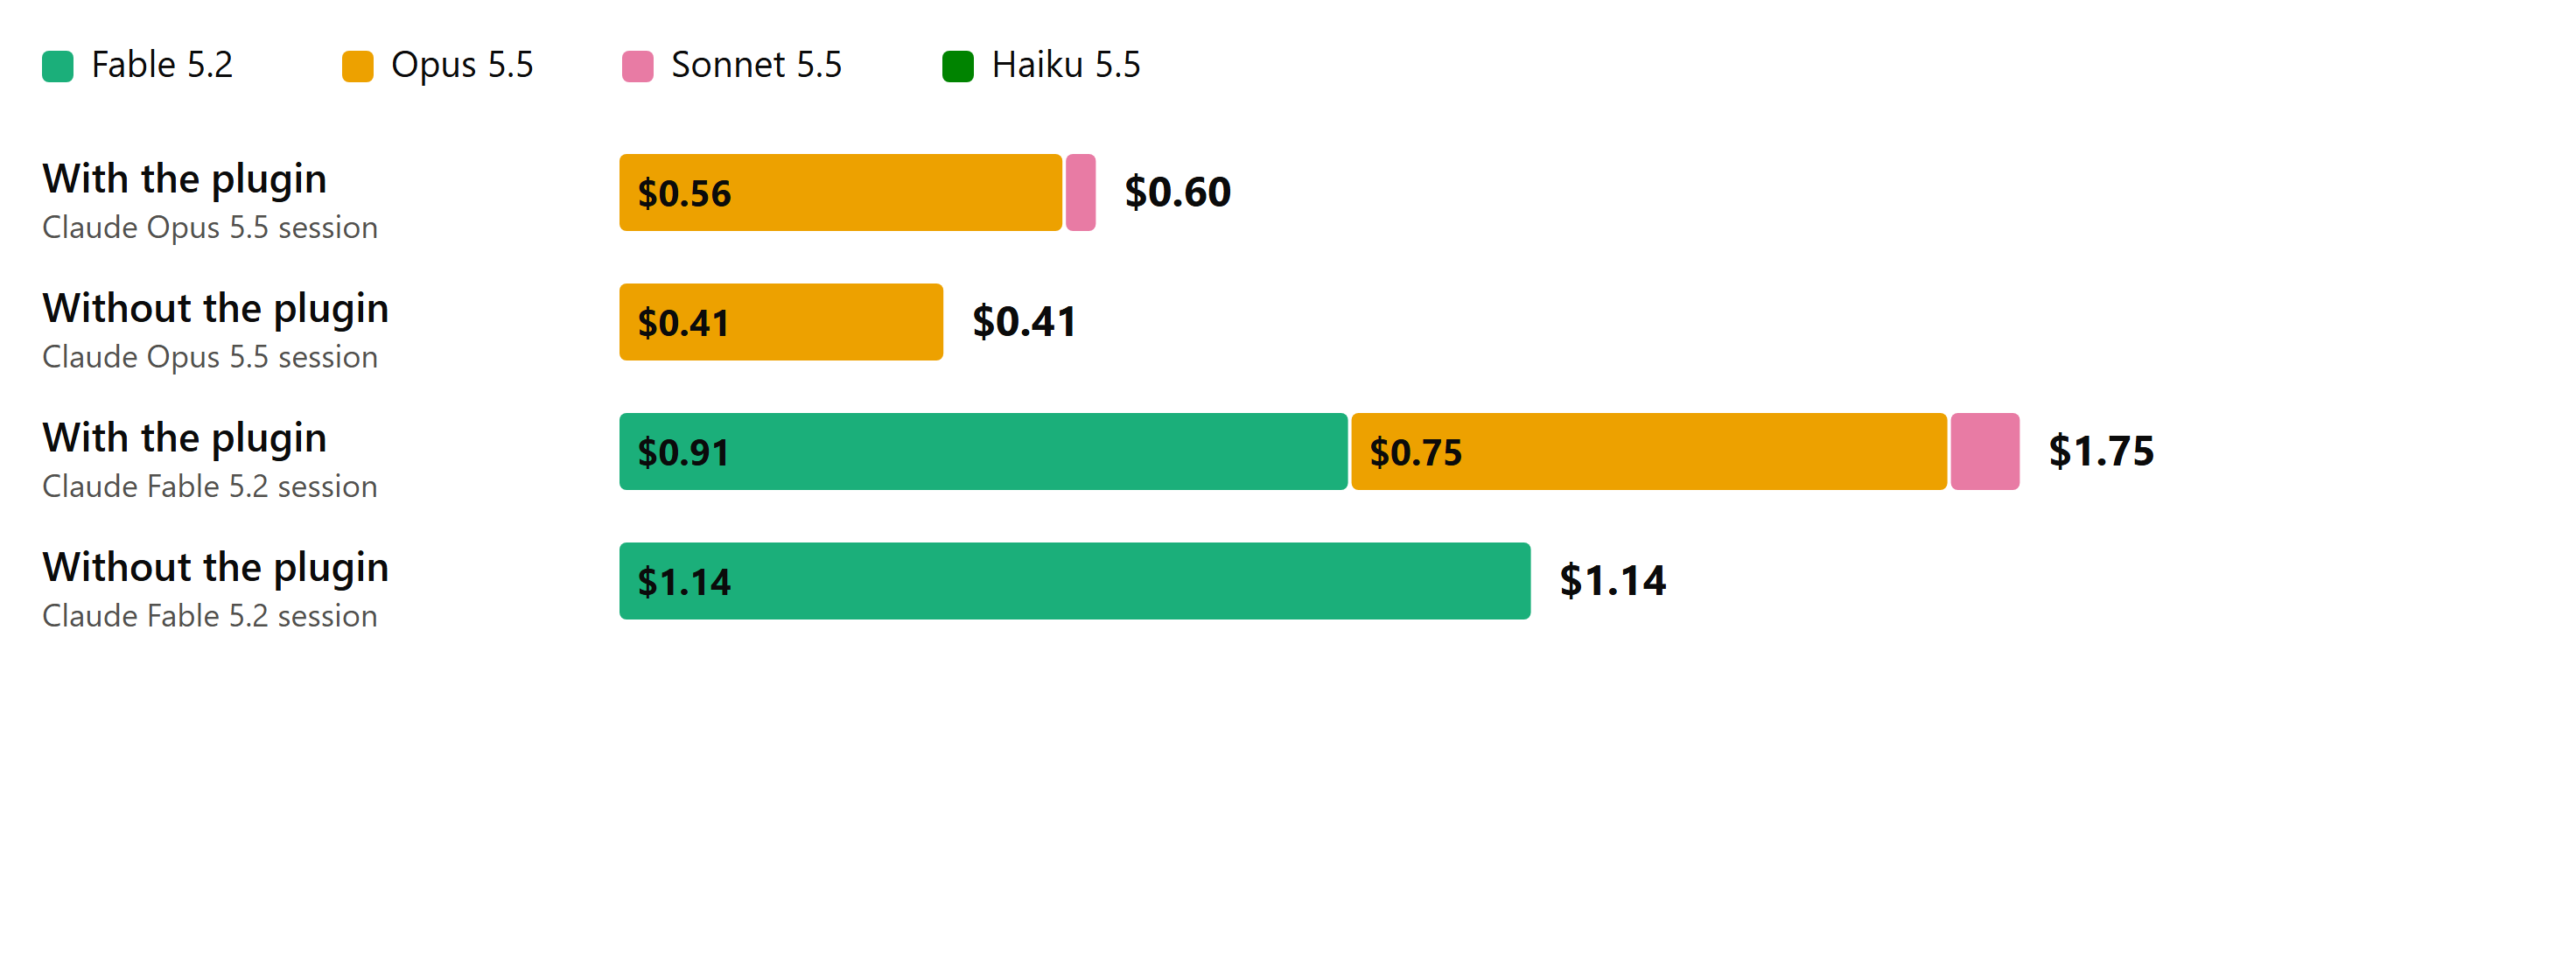 Fable 5.2 Opus 5.5 Sonnet 5.5 Haiku 5.5
With the plugin
Claude Opus 5.5 session
$0.56 $0.60
Without the plugin
Claude Opus 5.5 session
$0.41 $0.41
With the plugin
Claude Fable 5.2 session
$0.91 $0.75 $1.75
Without the plugin
Claude Fable 5.2 session
$1.14 $1.14